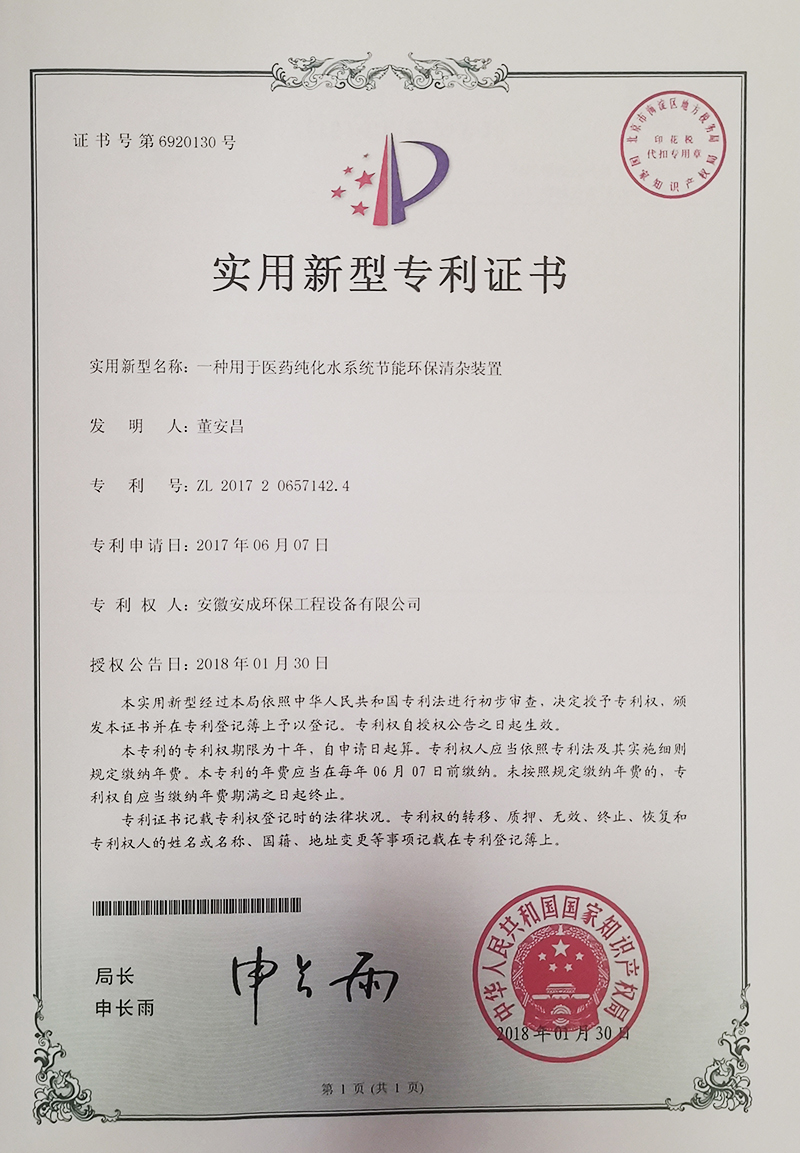 证书号第6920130号
北京市海淀区地方税务局
印花税
代扣专用章
国家知识产权局
实用新型专利证书
实用新型名称：一种用于医药纯化水系统节能环保清杂装置
发明人：董安昌
专利号：ZL 2017 2 0657142.4
专利申请日：2017年06月07日
专利权人：安徽安成环保工程设备有限公司
授权公告日：2018年01月30日
本实用新型经过本局依照中华人民共和国专利法进行初步审查，决定授予专利权，颁
发本证书并在专利登记簿上予以登记。专利权自授权公告之日起生效。
本专利的专利权期限为十年，自申请日起算。专利权人应当依照专利法及其实施细则
规定缴纳年费。本专利的年费应当在每年06月07日前缴纳。未按照规定缴纳年费的，专
利权自应当缴纳年费期满之日起终止。
专利证书记载专利权登记时的法律状况。专利权的转移、质押、无效、终止、恢复和
专利权人的姓名或名称、国籍、地址变更等事项记载在专利登记簿上。
局长
申长雨
申长雨
中华人民共和国国家知识产权局
2018年01月30日
第1页(共1页)